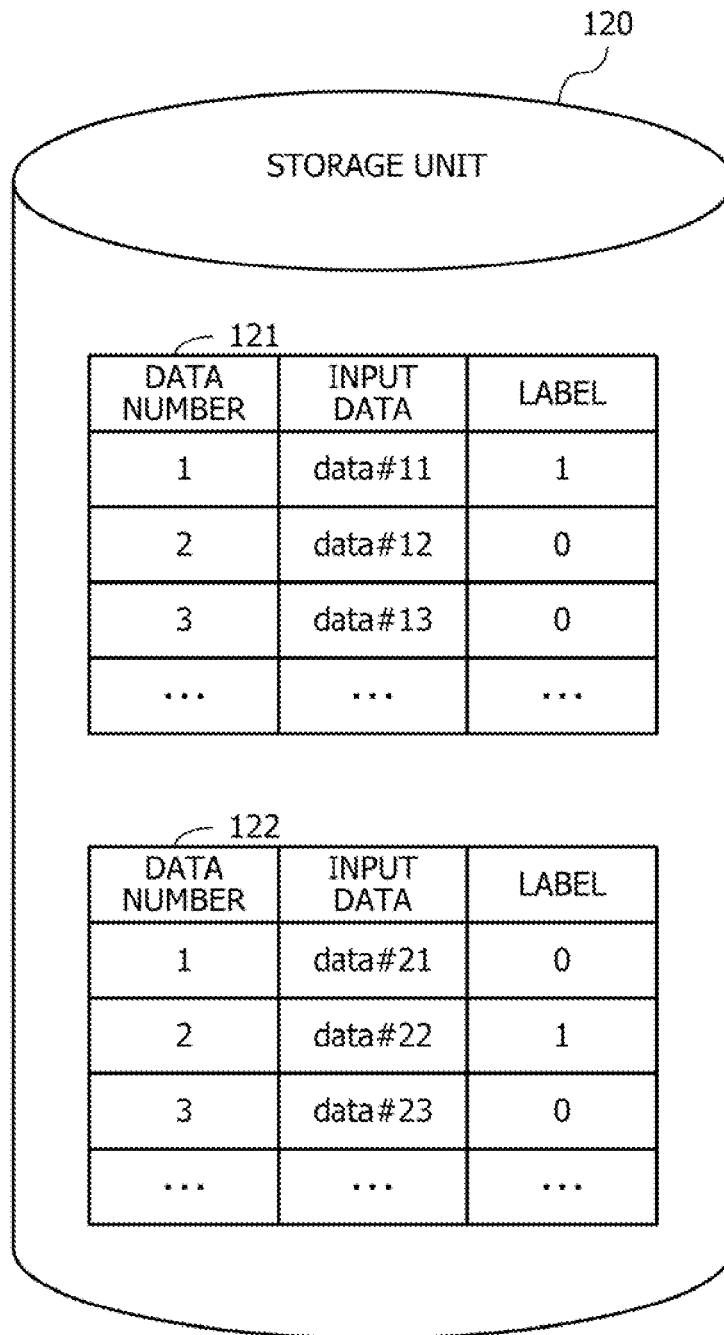 120
STORAGE UNIT
121
DATA NUMBER INPUT DATA LABEL
1 data#11 1
2 data#12 0
3 data#13 0
... ... ...
122
DATA NUMBER INPUT DATA LABEL
1 data#21 0
2 data#22 1
3 data#23 0
... ... ...